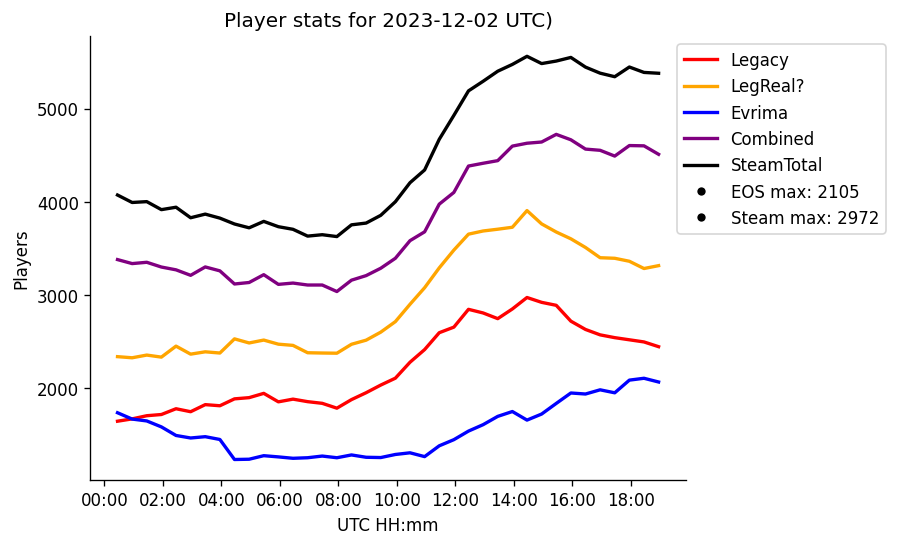 Player stats for 2023-12-02 UTC)
Legacy
LegReal?
Evrima
Combined
SteamTotal
EOS max: 2105
Steam max: 2972
Players
5000
4000
3000
2000
00:00 02:00 04:00 06:00 08:00 10:00 12:00 14:00 16:00 18:00
UTC HH:mm